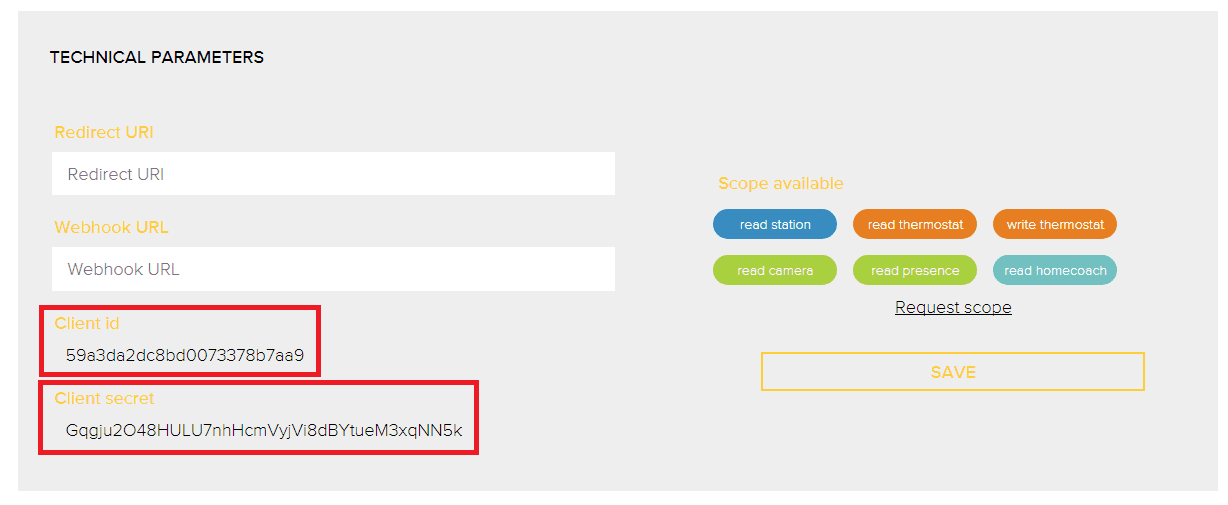 TECHNICAL PARAMETERS
Redirect URI
Redirect URI
Webhook URL
Webhook URL
Client id
59a3da2dc8bd0073378b7aa9
Client secret
Gqgju2O48HULU7nhHcmVyjVi8dBYtueM3xqNN5k
Scope available
read station
read thermostat
write thermostat
read camera
read presence
read homecoach
Request scope
SAVE